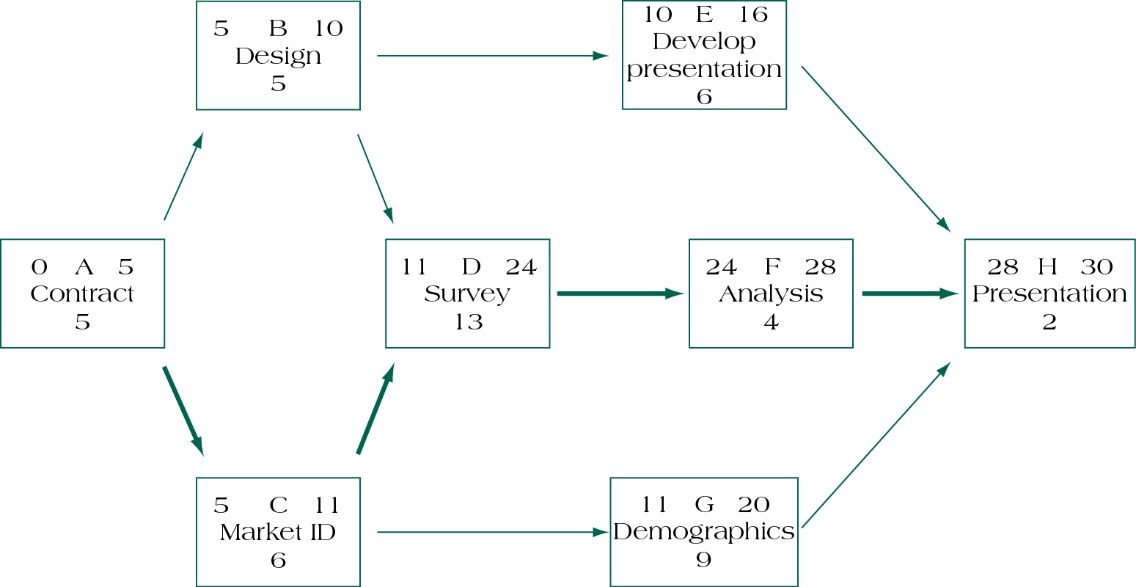 5 B 10
Design
5
10 E 16
Develop
presentation
6
0 A 5
Contract
5
11 D 24
Survey
13
24 F 28
Analysis
4
28 H 30
Presentation
2
5 C 11
Market ID
6
11 G 20
Demographics
9